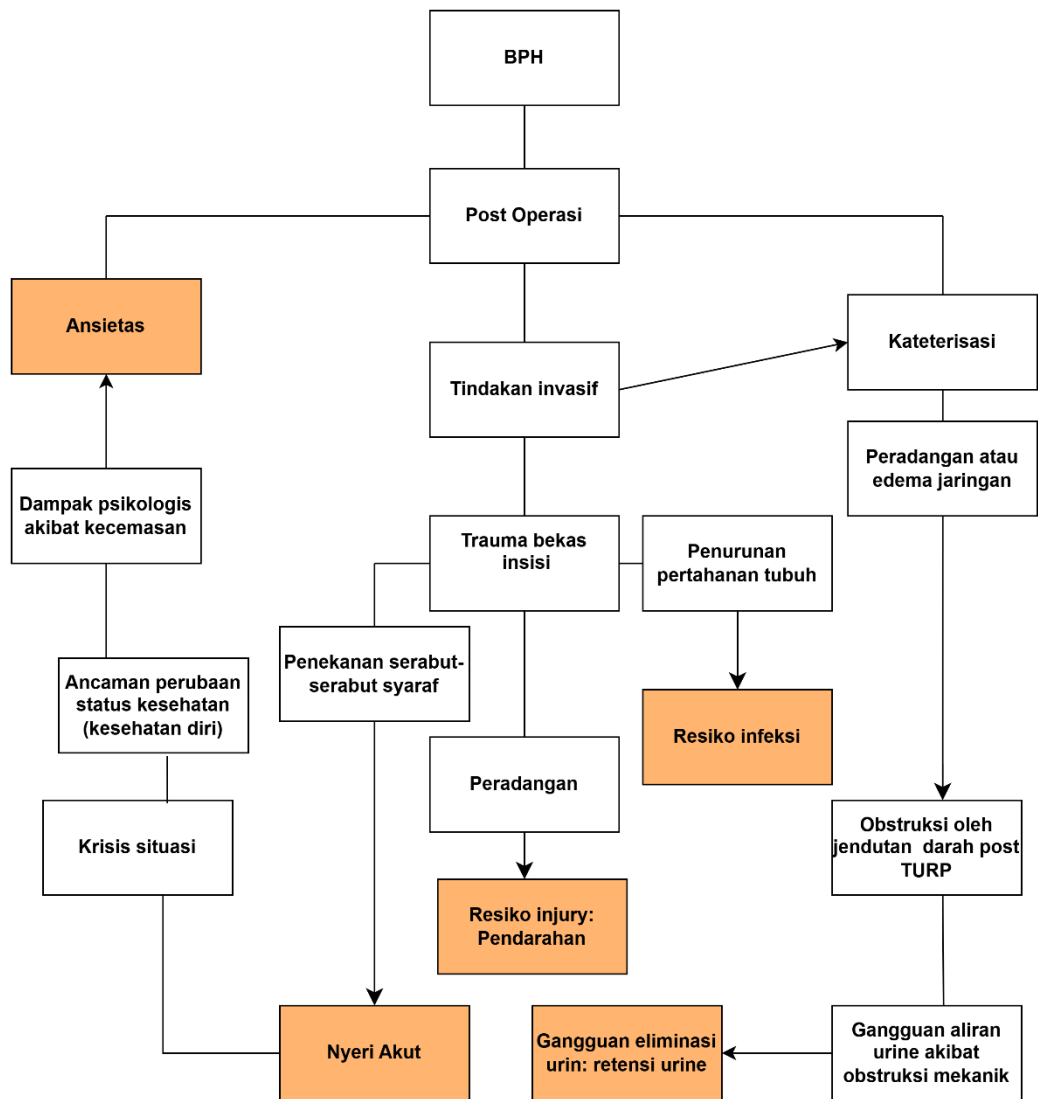 BPH
Post Operasi
Ansietas
Kateterisasi
Tindakan invasif
Peradangan atau
edema jaringan
Dampak psikologis
akibat kecemasan
Trauma bekas
insisi
Penurunan
pertahanan tubuh
Penekanan serabut-
serabut syaraf
Ancaman perubaan
status kesehatan
(kesehatan diri)
Resiko infeksi
Peradangan
Krisis situasi
Obstruksi oleh
jendutan darah post
TURP
Resiko injury:
Pendarahan
Nyeri Akut
Gangguan eliminasi
urin: retensi urine
Gangguan aliran
urine akibat
obstruksi mekanik